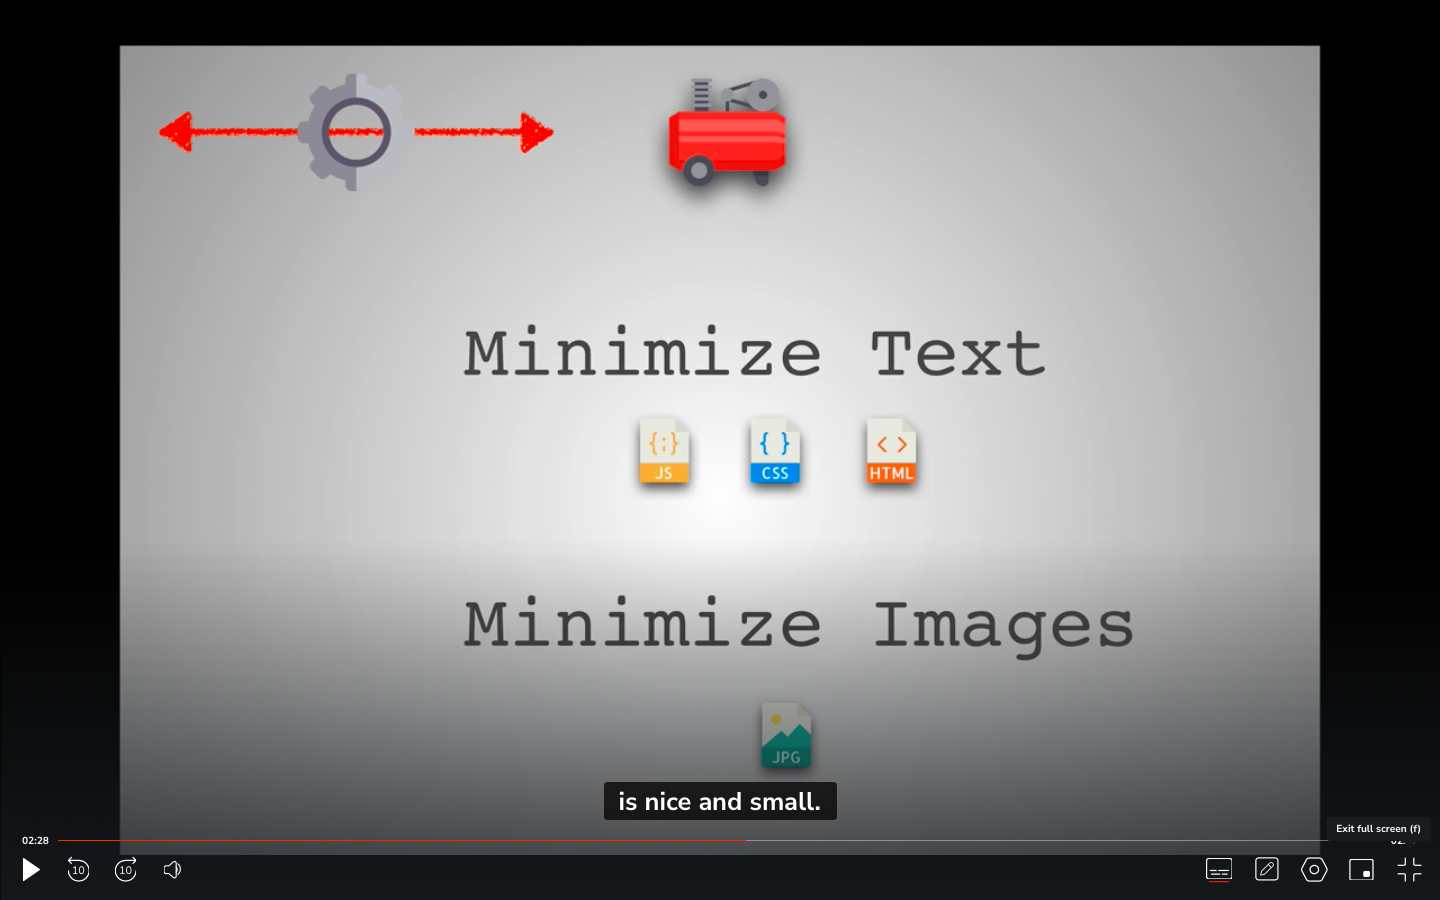 Minimize Text
{;} { } < >
JS CSS HTML
Minimize Images
JPG
is nice and small.
Exit full screen (f)
02:28
10 10